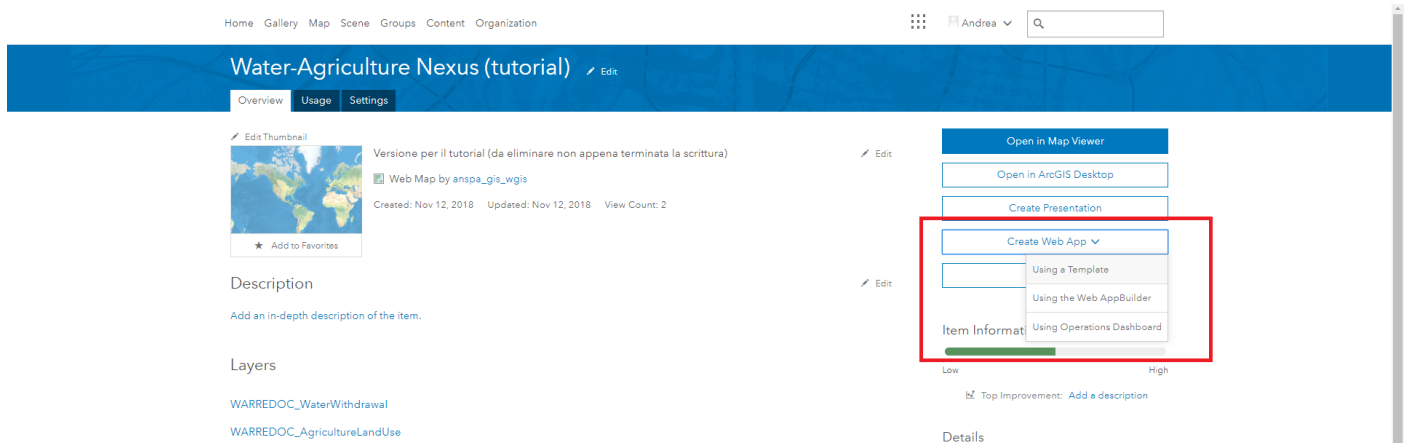 Home Gallery Map Scene Groups Content Organization
Andrea
Water-Agriculture Nexus (tutorial) Edit
Overview Usage Settings
Edit Thumbnail
Versione per il tutorial (da eliminare non appena terminata la scrittura) Edit
Web Map by anspa_gis_wgis
Created: Nov 12, 2018 Updated: Nov 12, 2018 View Count: 2
Add to Favorites
Description Edit
Add an in-depth description of the item.
Layers
WARREDOC_WaterWithdrawal
WARREDOC_AgricultureLandUse
Open in Map Viewer
Open in ArcGIS Desktop
Create Presentation
Create Web App
Using a Template
Using the Web AppBuilder
Using Operations Dashboard
Item
Low High
Top Improvement: Add a description
Details